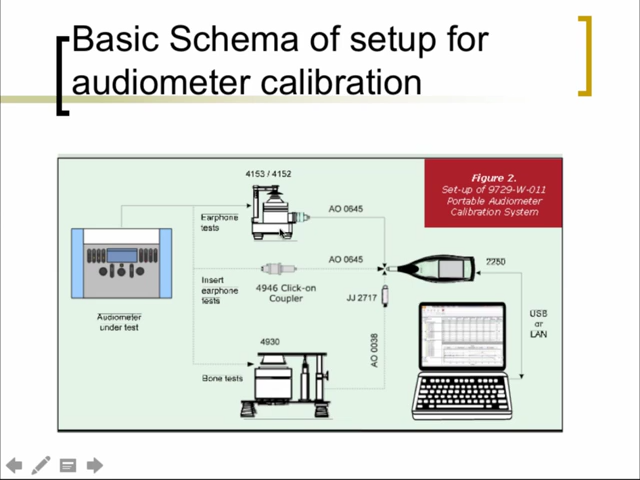 Basic Schema of setup for
audiometer calibration
Figure 2.
Set-up of 9729-W-011
Portable Audiometer
Calibration System
4153 / 4152
Earphone
tests
AO 0645
Insert
earphone
tests
AO 0645
4946 Click-on
Coupler
2250
JJ 2717
Audiometer
under test
USB
or
LAN
4930
AO 0038
Bone tests